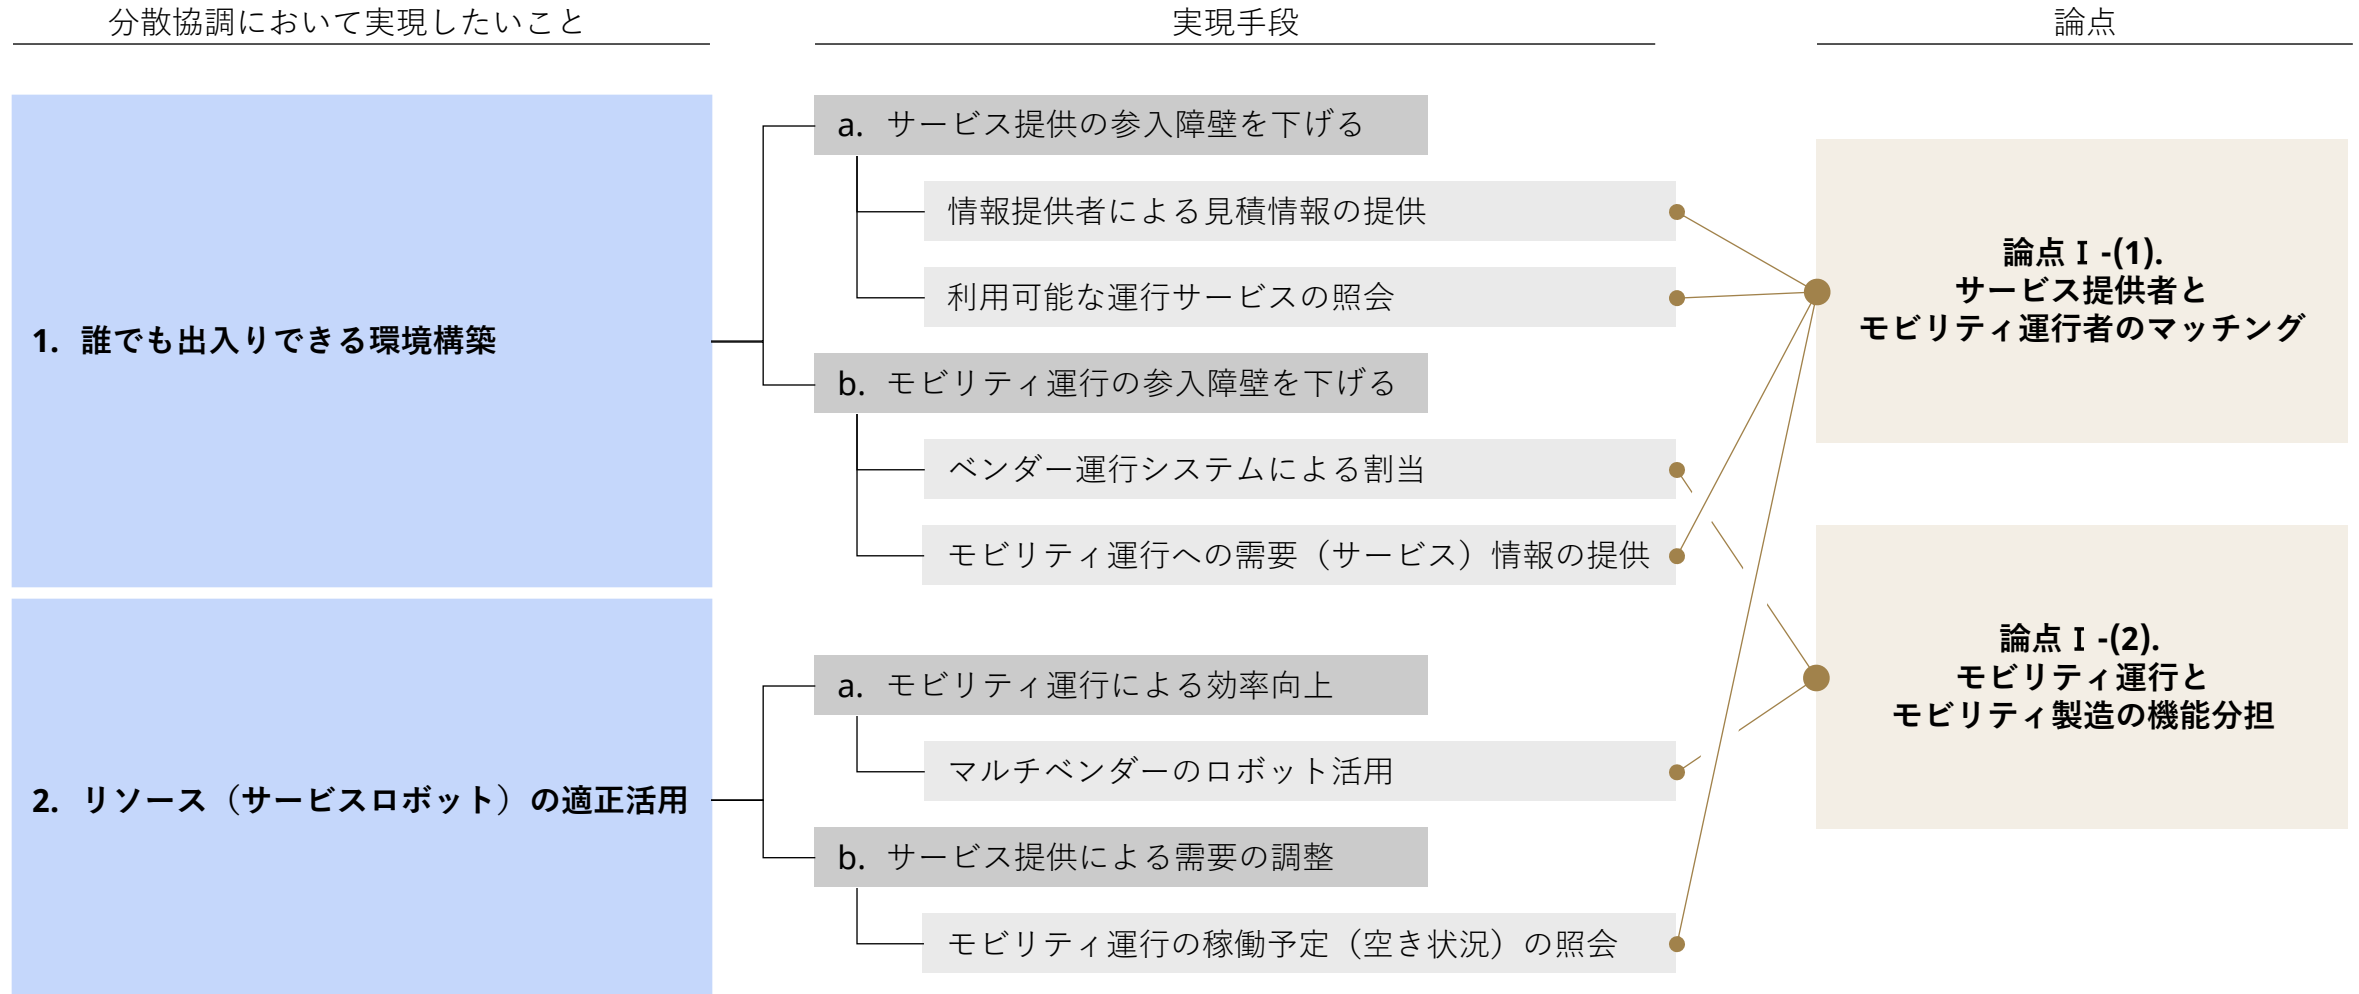 分散協調において実現したいこと
実現手段
論点
1. 誰でも出入りできる環境構築
a. サービス提供の参入障壁を下げる
情報提供者による見積情報の提供
利用可能な運行サービスの照会
b. モビリティ運行の参入障壁を下げる
ベンダー運行システムによる割当
モビリティ運行への需要（サービス）情報の提供
2. リソース（サービスロボット）の適正活用
a. モビリティ運行による効率向上
マルチベンダーのロボット活用
b. サービス提供による需要の調整
モビリティ運行の稼働予定（空き状況）の照会
論点Ⅰ-(1).
サービス提供者と
モビリティ運行者のマッチング
論点Ⅰ-(2).
モビリティ運行と
モビリティ製造の機能分担